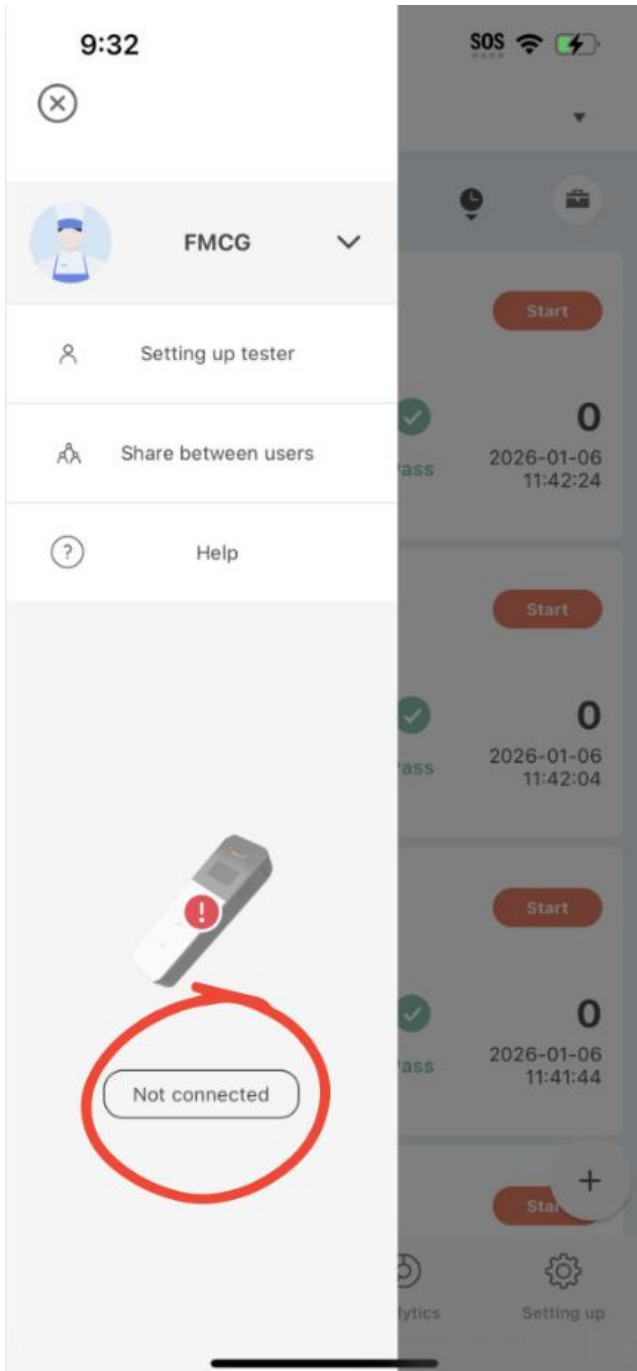 9:32
SOS
FMCG
Setting up tester
Share between users
? Help
Start
0
Pass
2026-01-06
11:42:24
Start
0
2026-01-06
11:42:04
Start
0
2026-01-06
11:41:44
!
Not connected
+
Setting up